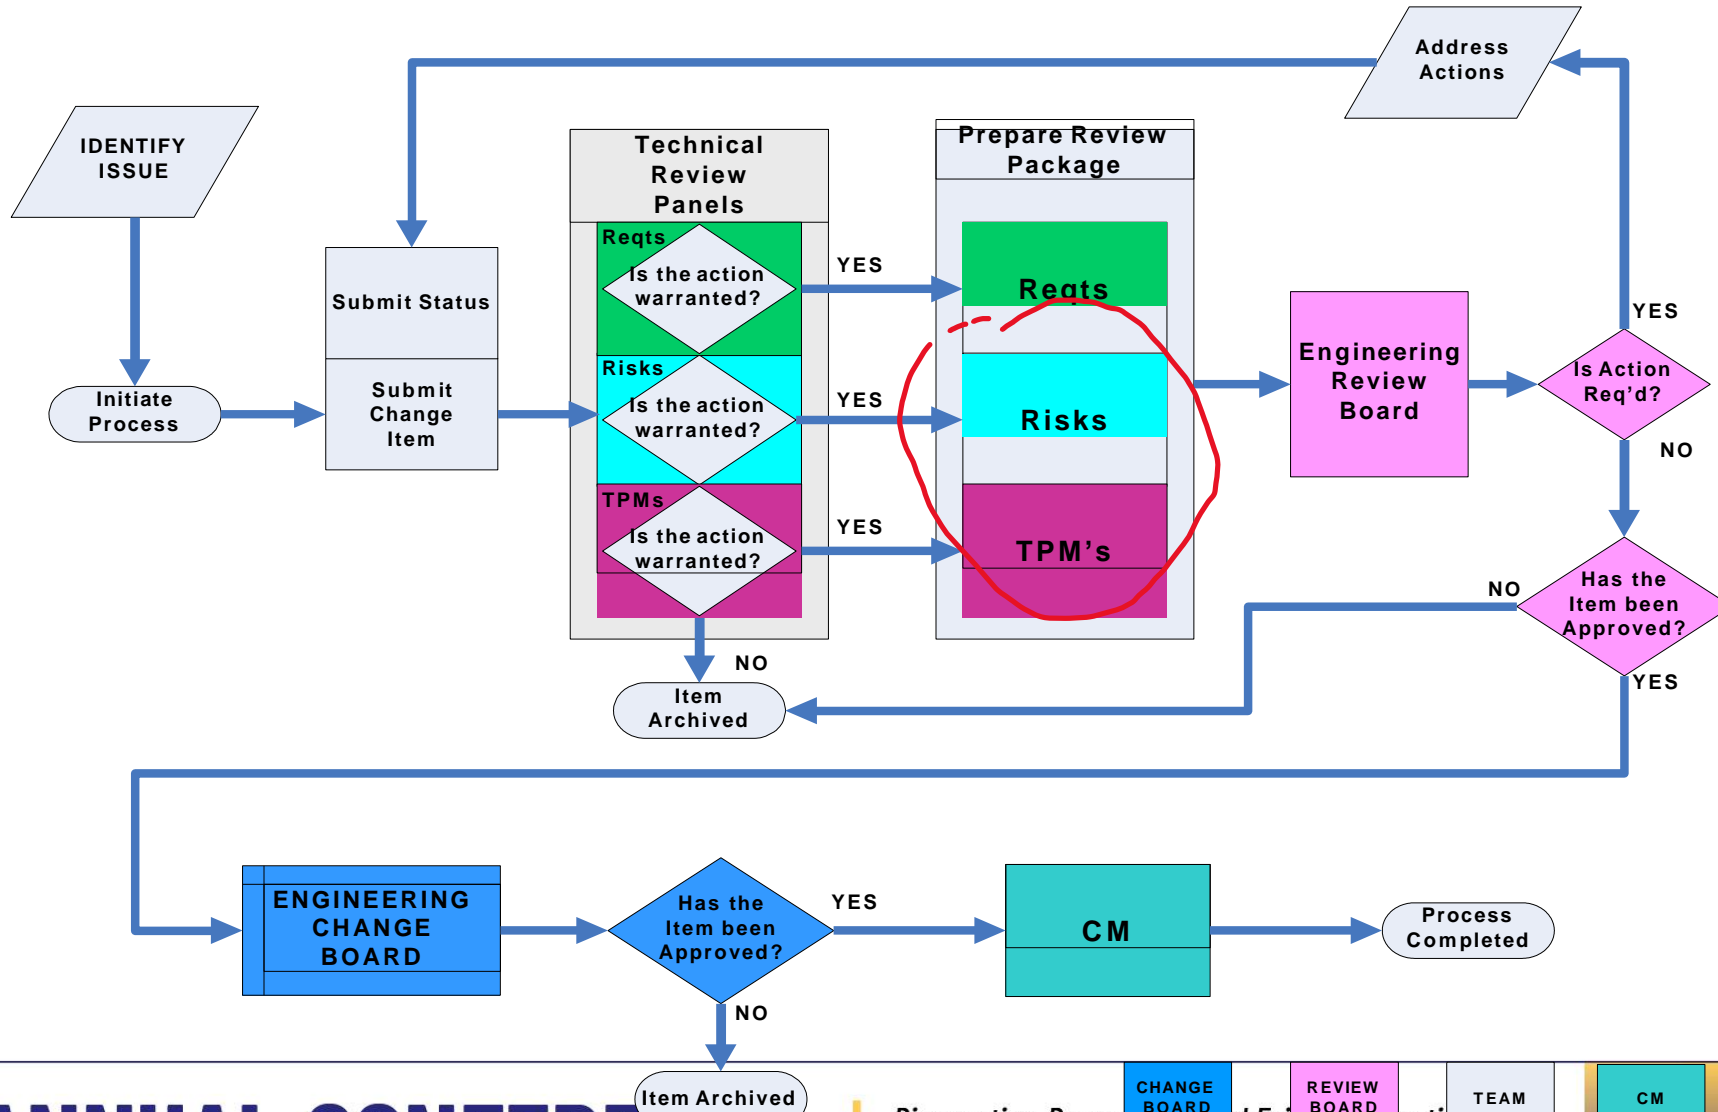 Address
Actions
IDENTIFY
ISSUE
Technical
Review
Panels
Prepare Review
Package
Reqts
Is the action
warranted?
YES
Reqts
Submit Status
Submit
Change
Item
Initiate
Process
Risks
Is the action
warranted?
YES
Risks
TPMs
Is the action
warranted?
YES
TPM’s
Engineering
Review
Board
YES
Is Action
Req’d?
NO
NO
Has the
Item been
Approved?
YES
NO
Item
Archived
ENGINEERING
CHANGE
BOARD
Has the
Item been
Approved?
YES
CM
Process
Completed
NO
Item Archived
CHANGE
BOARD
REVIEW
BOARD
TEAM
CM